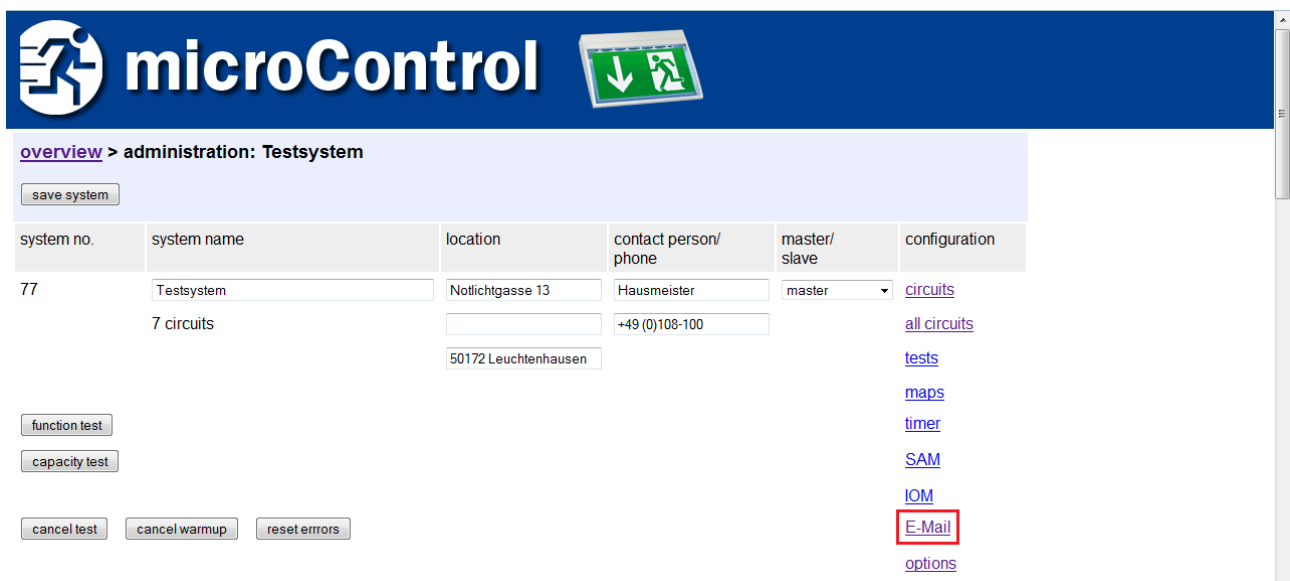 microControl
overview > administration: Testsystem
save system
system no. system name location contact person/ phone master/ slave configuration
77 Testsystem Notlichtgasse 13 Hausmeister master circuits
7 circuits +49 (0)108-100 all circuits
50172 Leuchtenhausen tests
maps
function test timer
capacity test SAM
IOM
cancel test cancel warmup reset errrors E-Mail
options